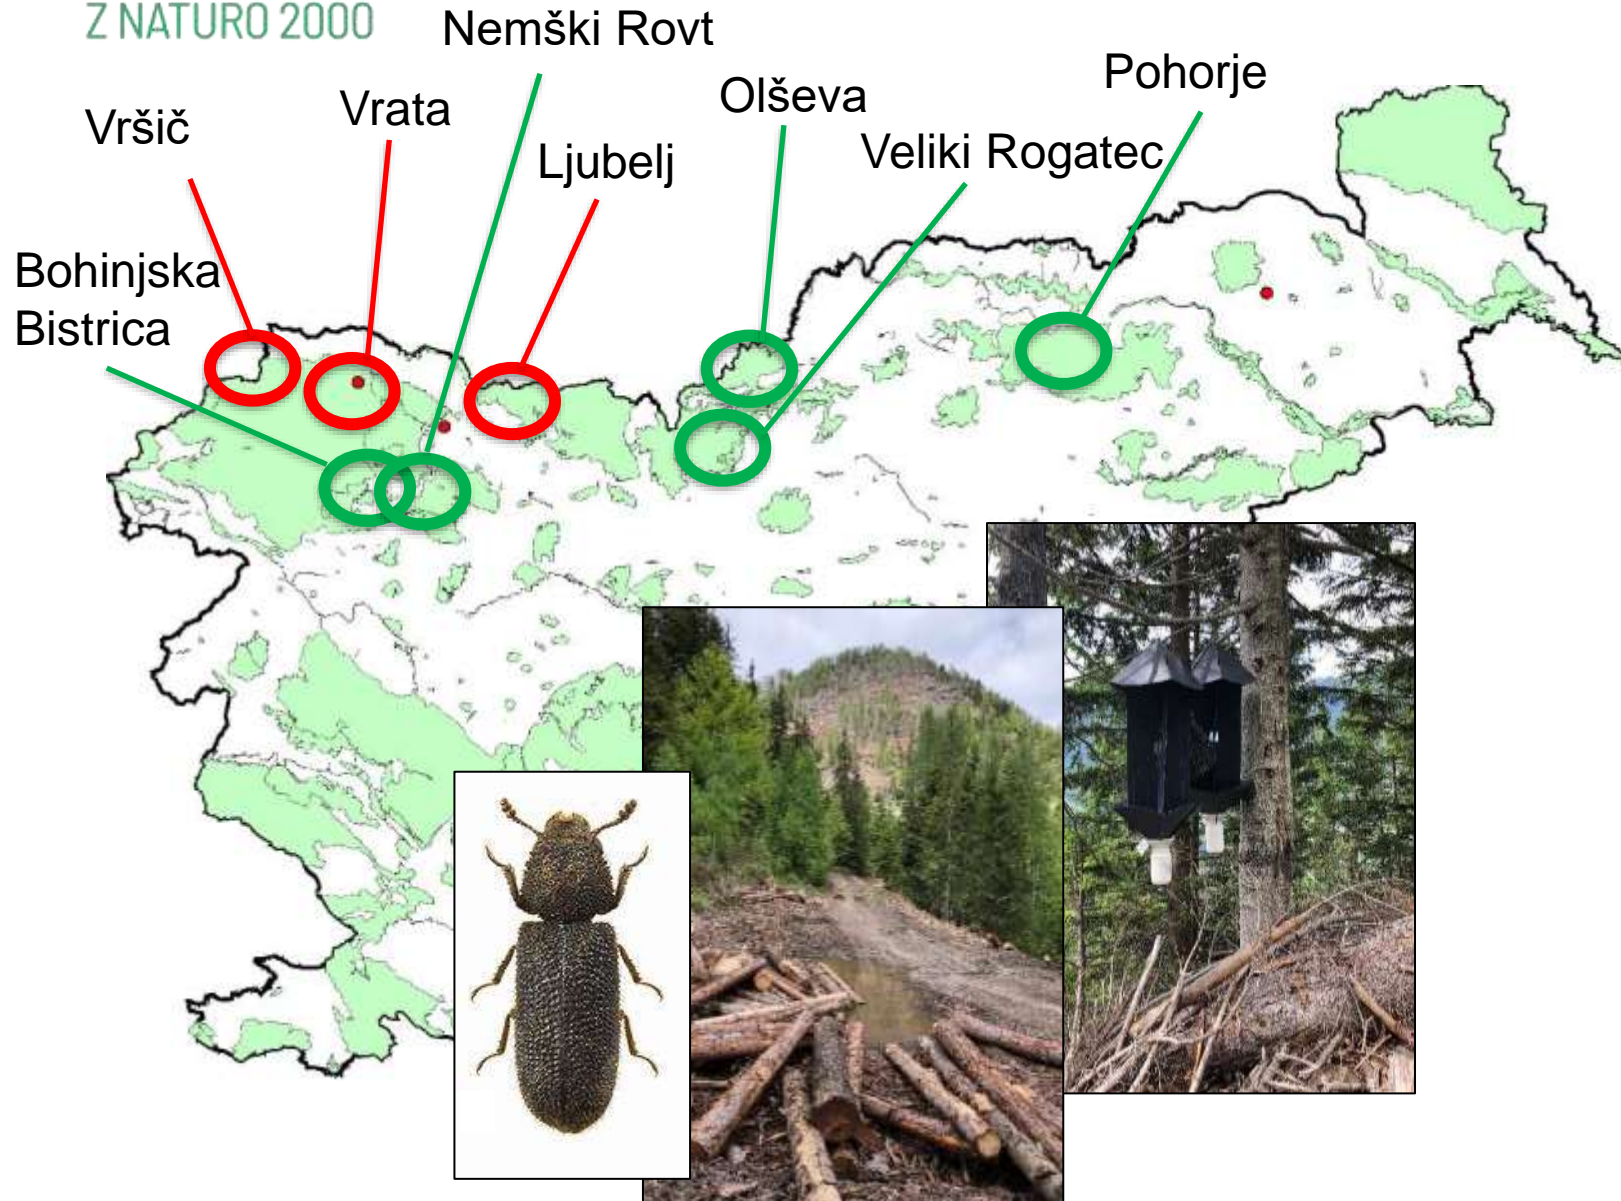 Z NATURO 2000
Nemški Rovt
Pohorje
Olševa
Vrata
Vršič
Veliki Rogatec
Ljubelj
Bohinjska
Bistrica